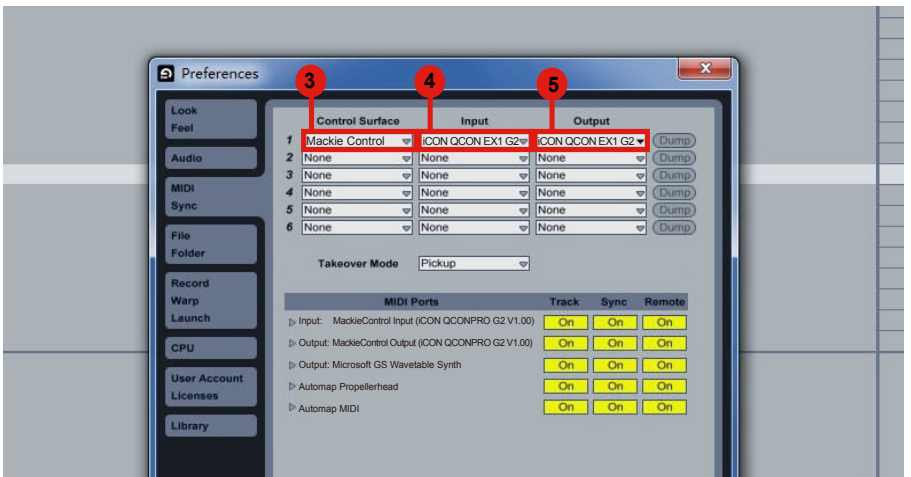 Preferences
3 4 5
Look
Feel
Audio
MIDI
Sync
File
Folder
Record
Warp
Launch
CPU
User Account
Licenses
Library
Control Surface Input Output
1 Mackie Control iCON QCON EX1 G2 iCON QCON EX1 G2 Dump
2 None None None Dump
3 None None None Dump
4 None None None Dump
5 None None None Dump
6 None None None Dump
Takeover Mode Pickup
MIDI Ports Track Sync Remote
Input: MackieControl Input (iCON QCONPRO G2 V1.00) On On On
Output: MackieControl Output (iCON QCONPRO G2 V1.00) On On On
Output: Microsoft GS Wavetable Synth On On On
Automap Propellerhead On On On
Automap MIDI On On On